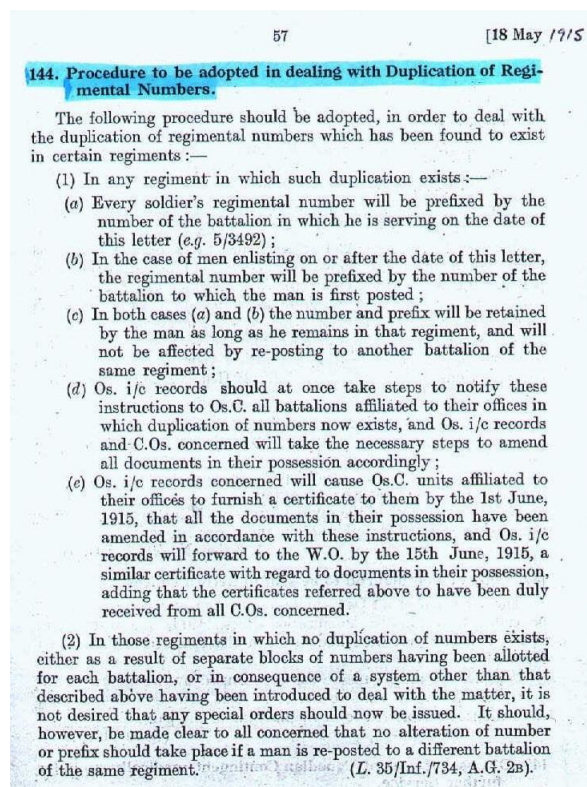 57 [18 May 1915
144. Procedure to be adopted in dealing with Duplication of Regi-
mental Numbers.
The following procedure should be adopted, in order to deal with
the duplication of regimental numbers which has been found to exist
in certain regiments :—
(1) In any regiment in which such duplication exists :—
(a) Every soldier's regimental number will be prefixed by the
number of the battalion in which he is serving on the date of
this letter (e.g. 5/3492) ;
(b) In the case of men enlisting on or after the date of this letter,
the regimental number will be prefixed by the number of the
battalion to which the man is first posted ;
(c) In both cases (a) and (b) the number and prefix will be retained
by the man as long as he remains in that regiment, and will
not be affected by re-posting to another battalion of the
same regiment ;
(d) Os. i/c records should at once take steps to notify these
instructions to Os.C. all battalions affiliated to their offices in
which duplication of numbers now exists, and Os. i/c records
and C.Os. concerned will take the necessary steps to amend
all documents in their possession accordingly ;
(e) Os. i/c records concerned will cause Os.C. units affiliated to
their offices to furnish a certificate to them by the 1st June,
1915, that all the documents in their possession have been
amended in accordance with these instructions, and Os. i/c
records will forward to the W.O. by the 15th June, 1915, a
similar certificate with regard to documents in their possession,
adding that the certificates referred above to have been duly
received from all C.Os. concerned.
(2) In those regiments in which no duplication of numbers exists,
either as a result of separate blocks of numbers having been allotted
for each battalion, or in consequence of a system other than that
described above having been introduced to deal with the matter, it is
not desired that any special orders should now be issued. It should,
however, be made clear to all concerned that no alteration of number
or prefix should take place if a man is re-posted to a different battalion
of the same regiment. (L. 35/Inf./734, A.G. 2B).